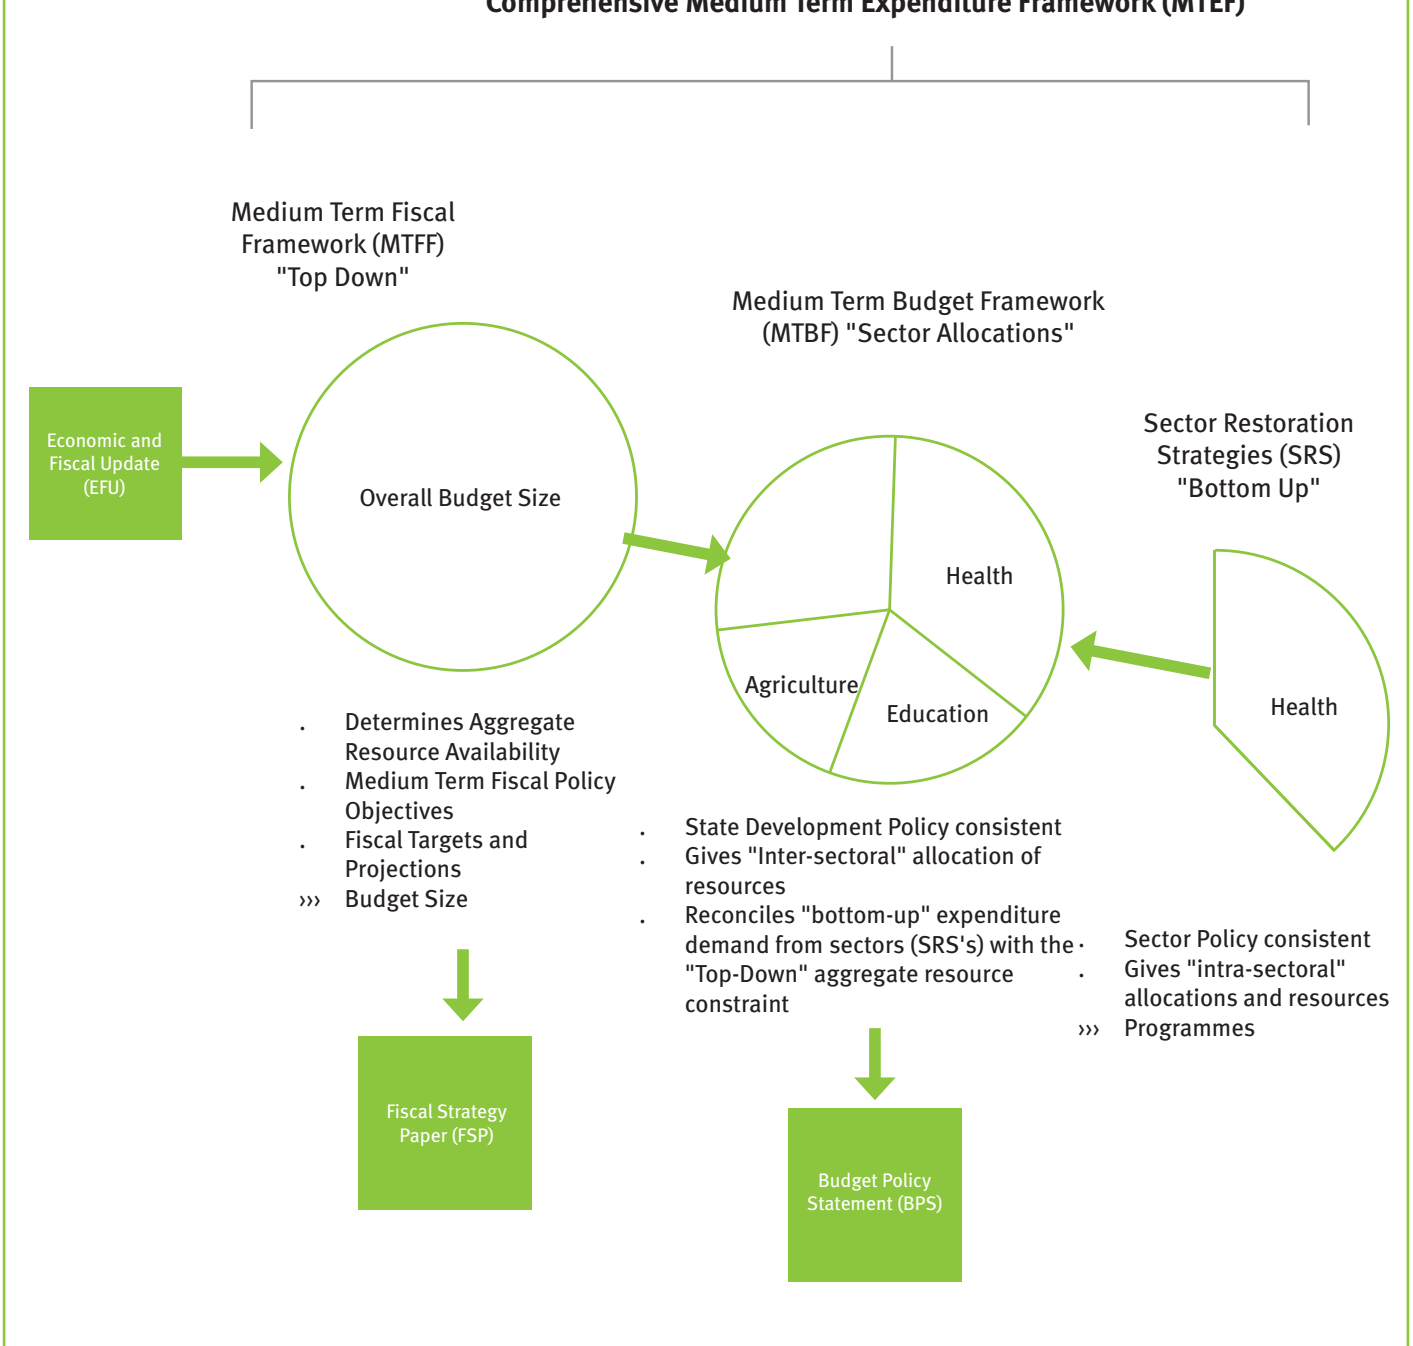 Comprehensive Medium Term Expenditure Framework (MTEF)
Medium Term Fiscal
Framework (MTFF)
"Top Down"
Medium Term Budget Framework
(MTBF) "Sector Allocations"
Sector Restoration
Strategies (SRS)
"Bottom Up"
Economic and
Fiscal Update
(EFU)
Overall Budget Size
Health
Agriculture
Education
Health
. Determines Aggregate
Resource Availability
. Medium Term Fiscal Policy
Objectives
. Fiscal Targets and
Projections
››› Budget Size
. State Development Policy consistent
. Gives "Inter-sectoral" allocation of
resources
. Reconciles "bottom-up" expenditure
demand from sectors (SRS's) with the
"Top-Down" aggregate resource
constraint
. Sector Policy consistent
. Gives "intra-sectoral"
allocations and resources
››› Programmes
Fiscal Strategy
Paper (FSP)
Budget Policy
Statement (BPS)